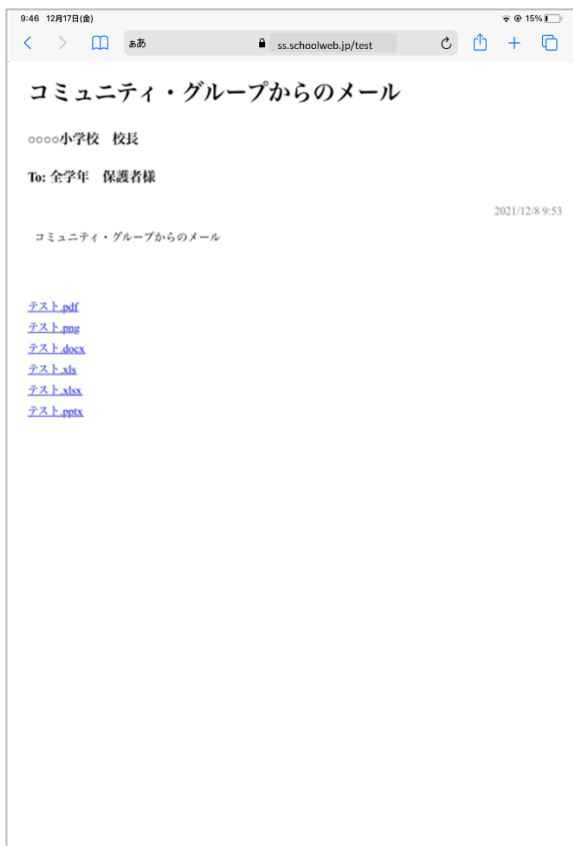 9:46 12月17日(金)
15%
ぁあ
ss.schoolweb.jp/test
コミュニティ・グループからのメール
○○○○小学校 校長
To: 全学年 保護者様
2021/12/8 9:53
コミュニティ・グループからのメール
テスト.pdf
テスト.png
テスト.docx
テスト.xls
テスト.xlsx
テスト.pptx